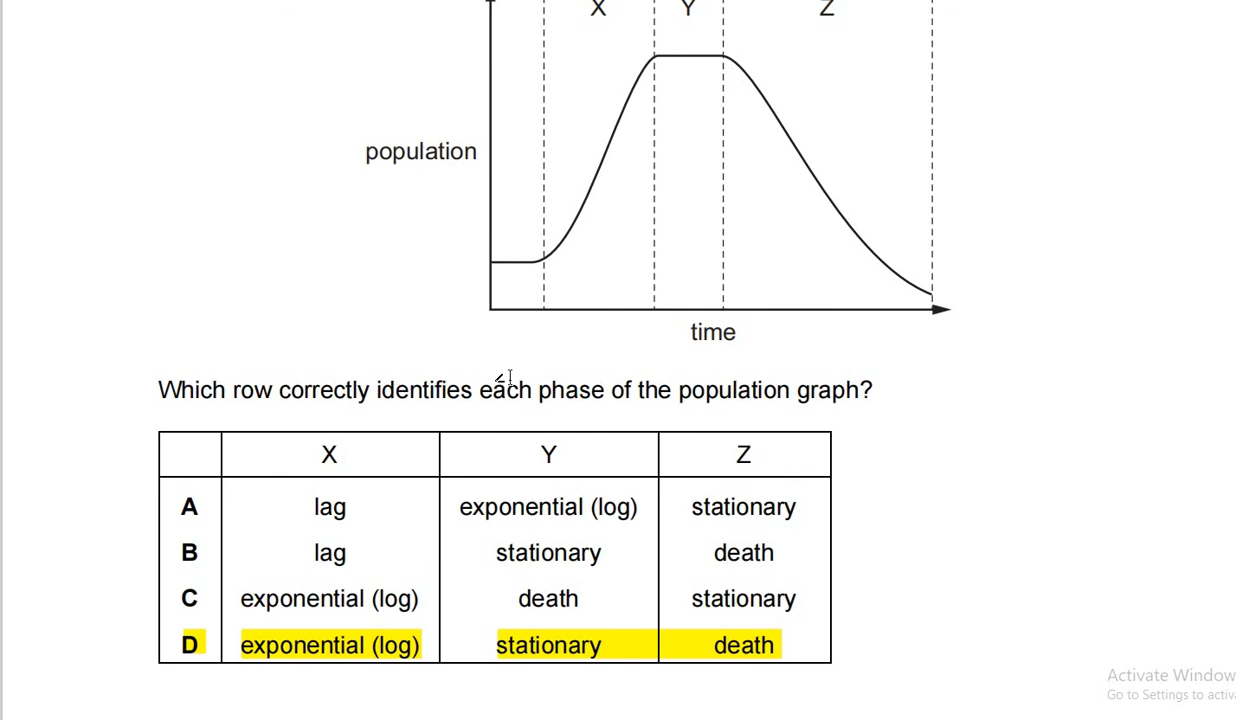 X Y Z
population
time
Which row correctly identifies each phase of the population graph?
X Y Z
A lag exponential (log) stationary
B lag stationary death
C exponential (log) death stationary
D exponential (log) stationary death
Activate Window
Go to Settings to activ